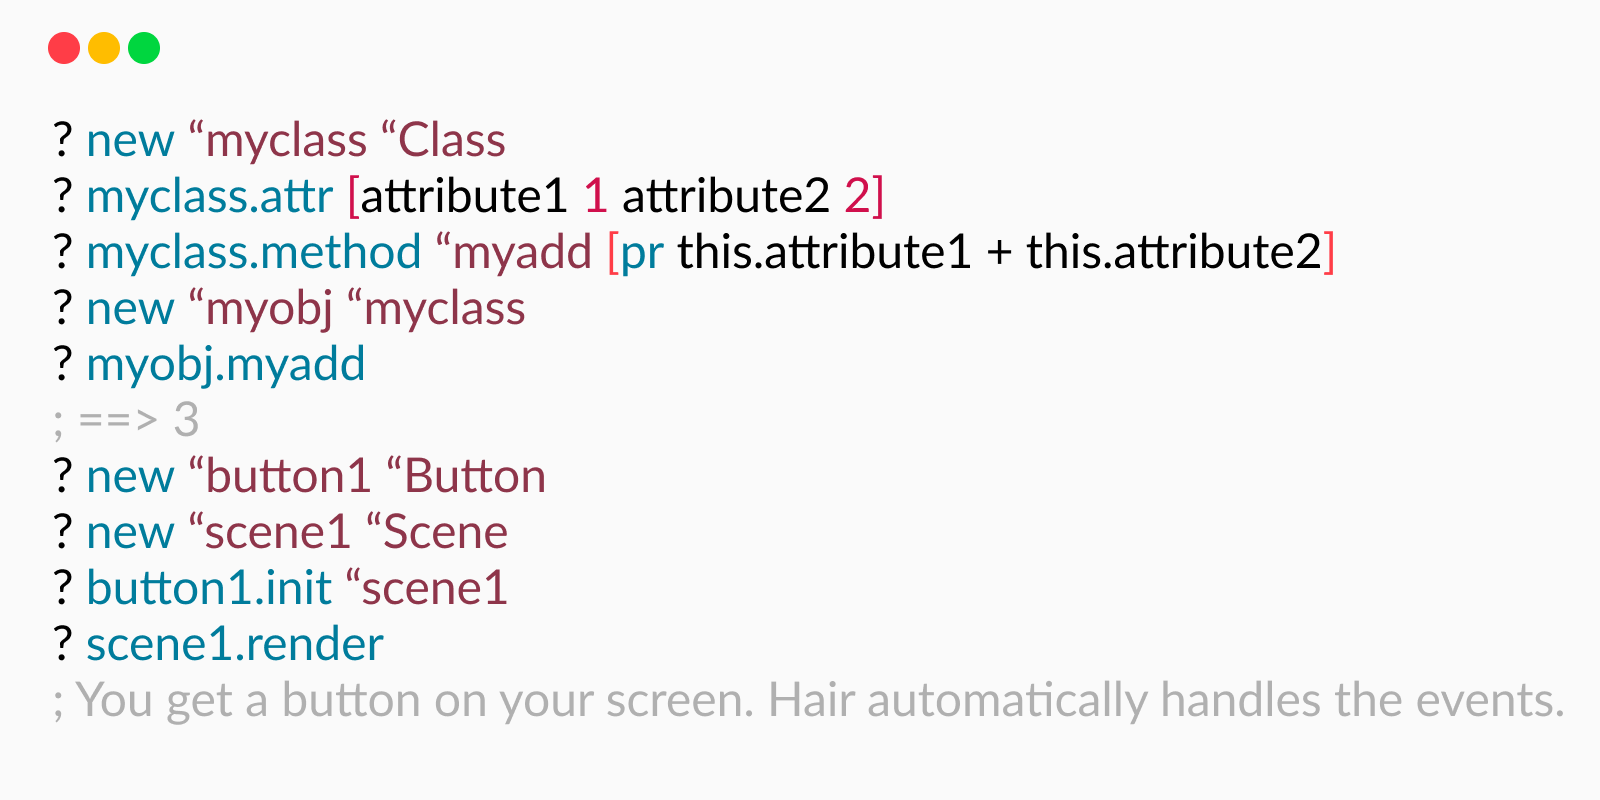 ? new “myclass “Class
? myclass.attr [attribute1 1 attribute2 2]
? myclass.method “myadd [pr this.attribute1 + this.attribute2]
? new “myobj “myclass
? myobj.myadd
; ==> 3
? new “button1 “Button
? new “scene1 “Scene
? button1.init “scene1
? scene1.render
; You get a button on your screen. Hair automatically handles the events.